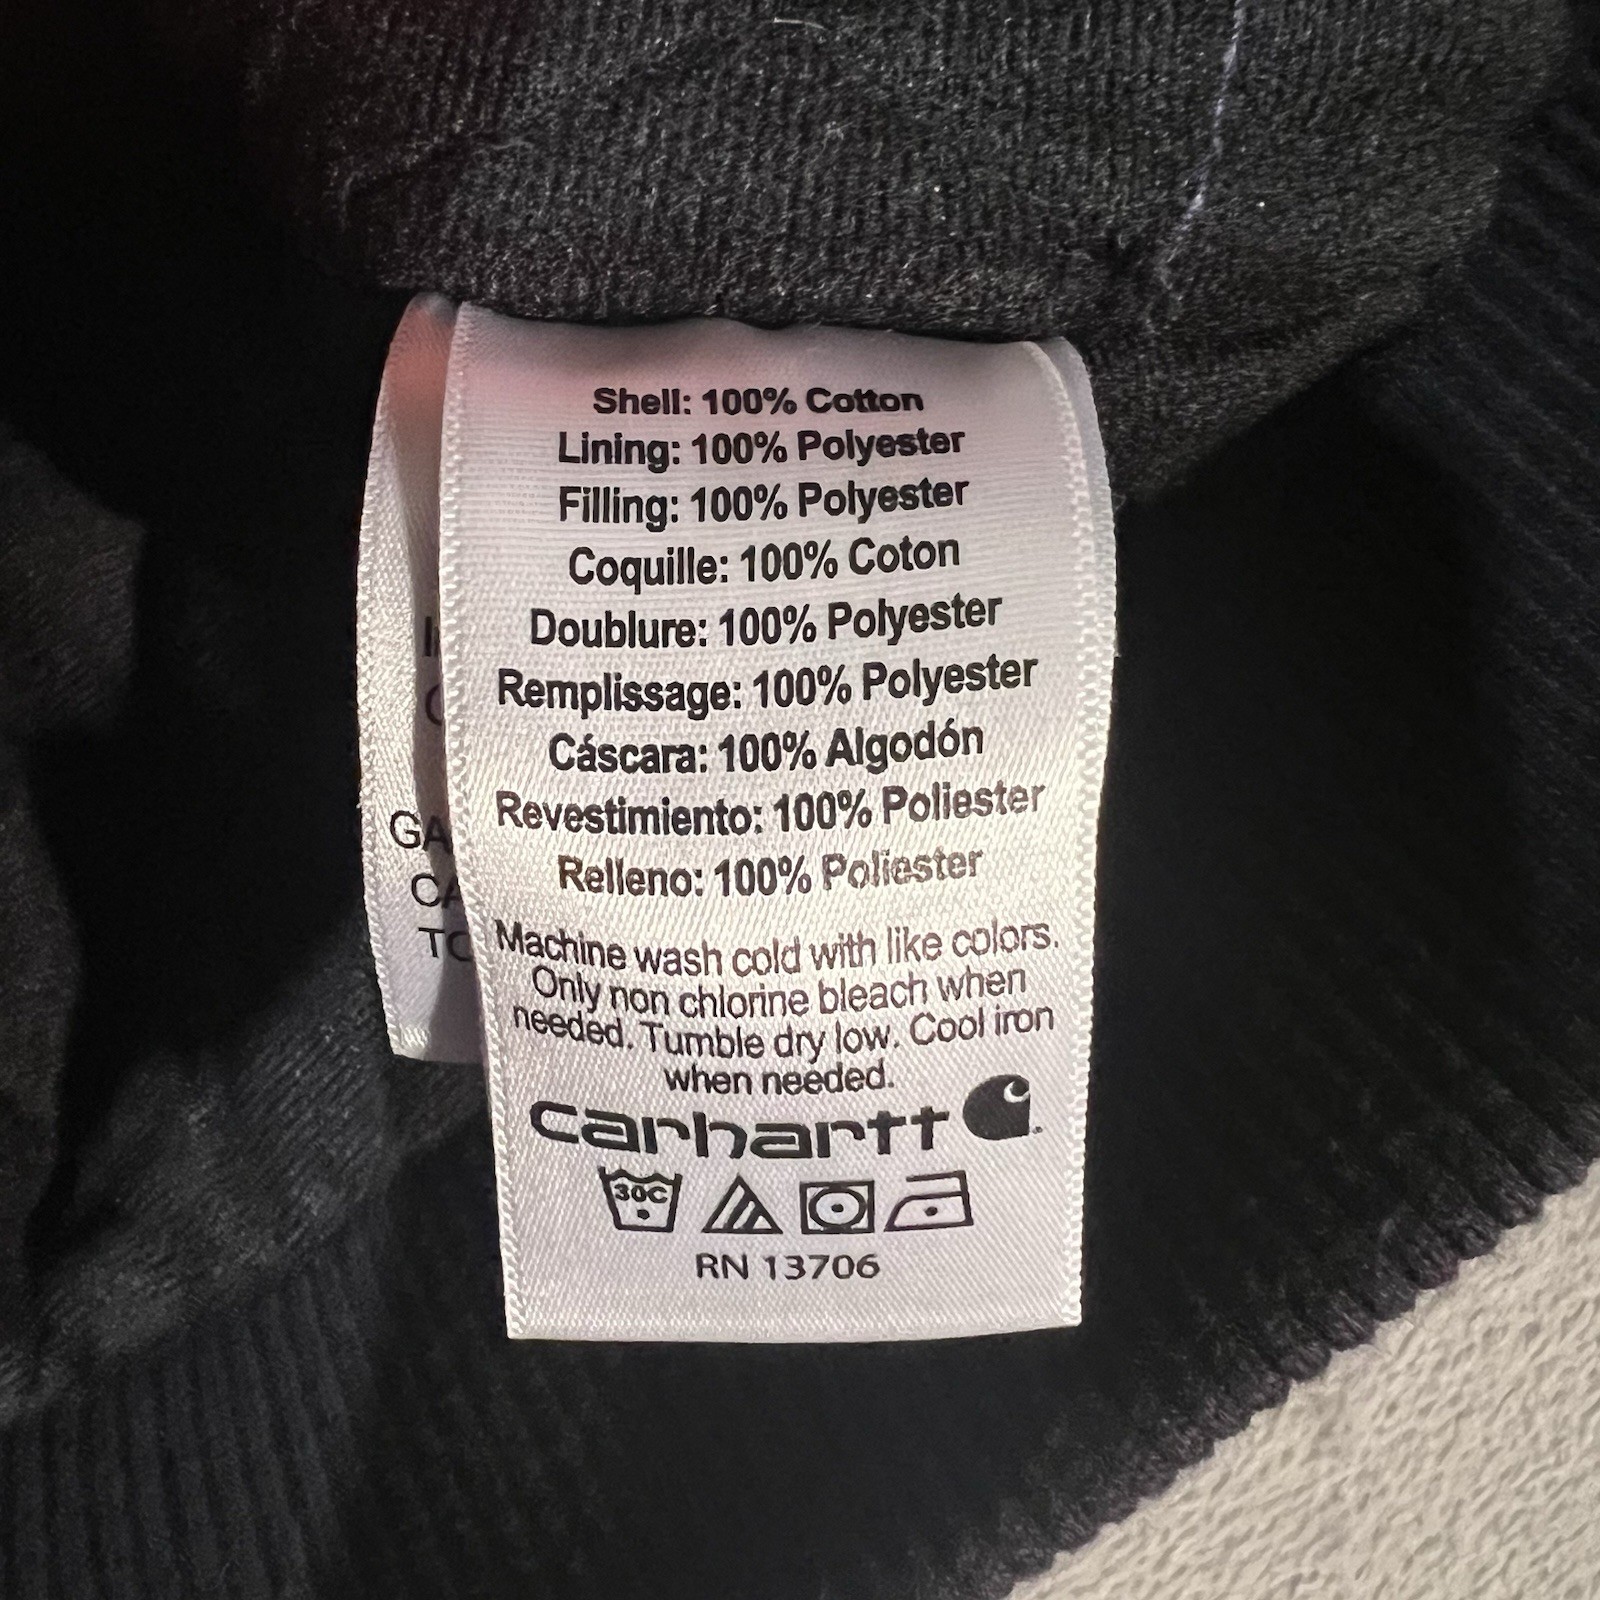 Shell: 100% Cotton
Lining: 100% Polyester
Filling: 100% Polyester
Coquille: 100% Coton
Doublure: 100% Polyester
Remplissage: 100% Polyester
Cáscara: 100% Algodón
Revestimiento: 100% Poliester
Relleno: 100% Poliester
Machine wash cold with like colors.
Only non chlorine bleach when
needed. Tumble dry low. Cool iron
when needed.
carhartt
30C
RN 13706